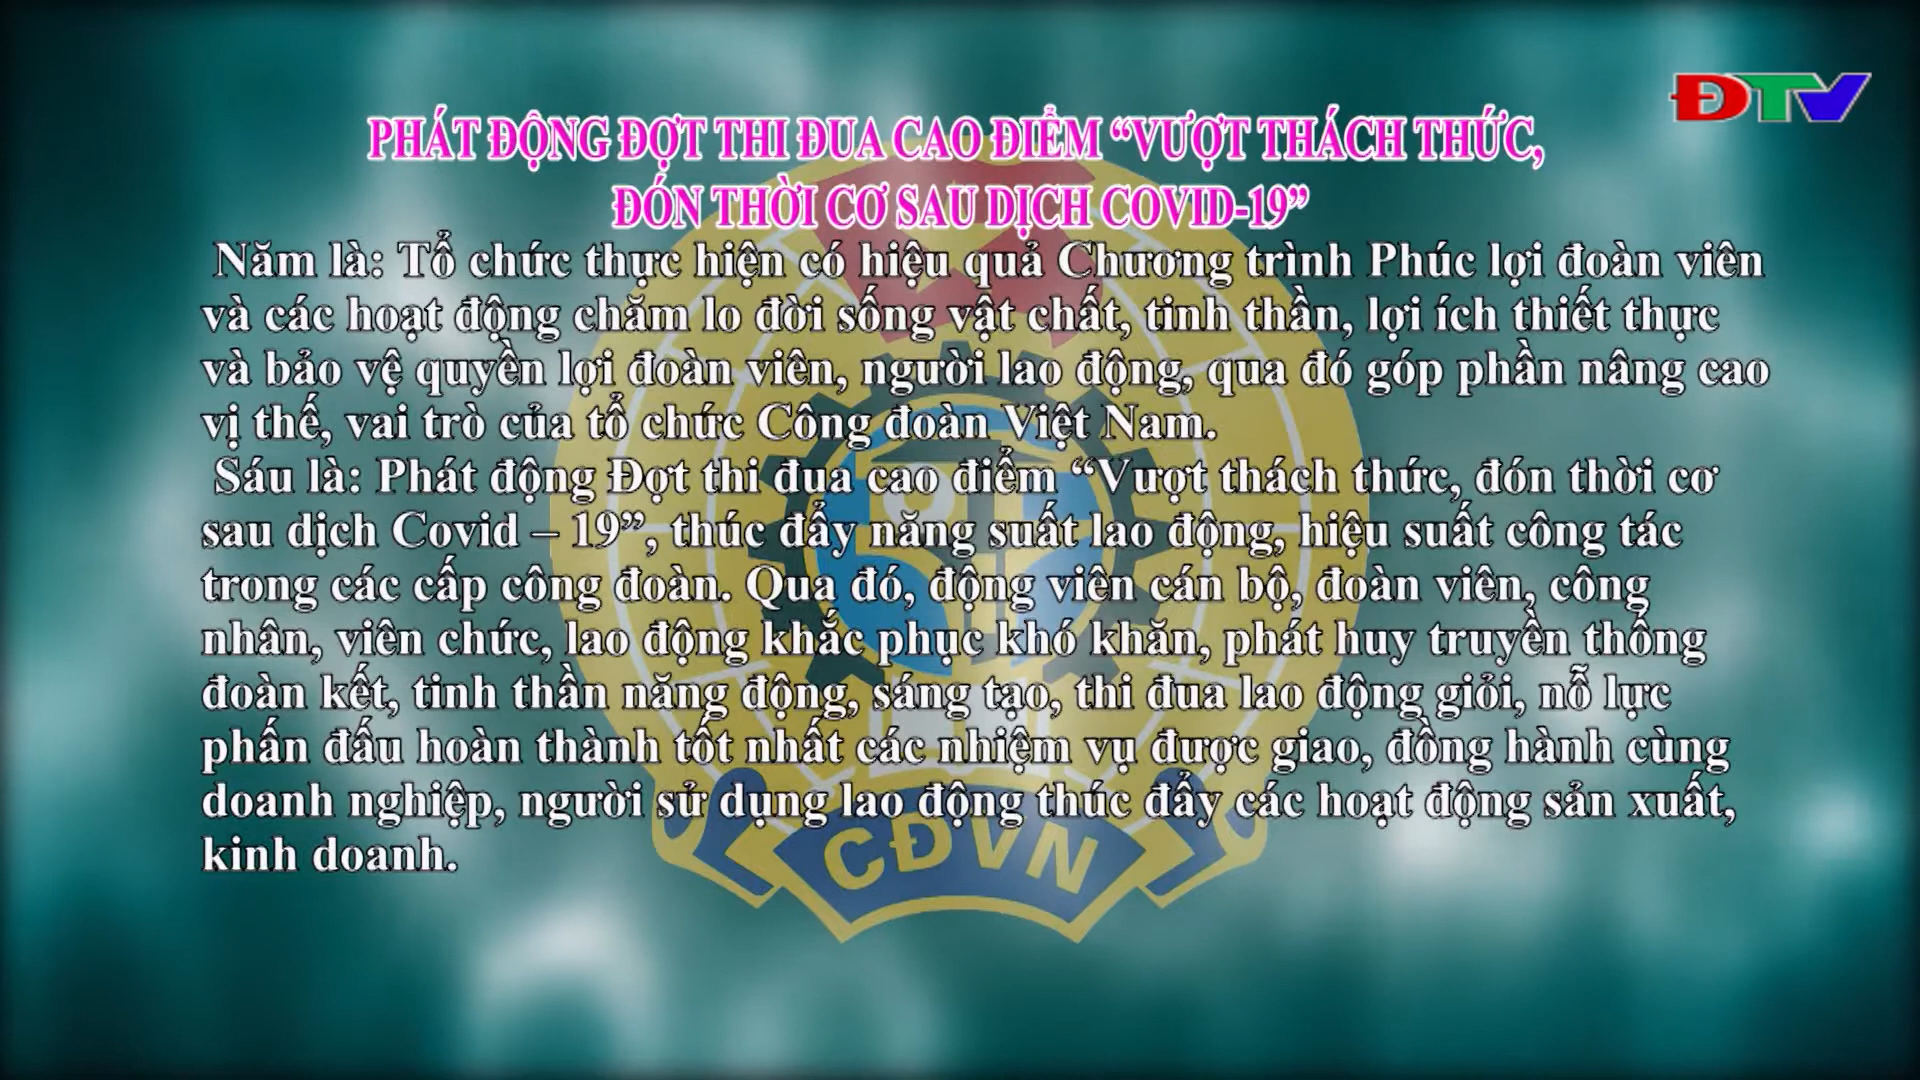 ĐTV
PHÁT ĐỘNG ĐỢT THI ĐUA CAO ĐIỂM “VƯỢT THÁCH THỨC,
ĐÓN THỜI CƠ SAU DỊCH COVID-19”
Năm là: Tổ chức thực hiện có hiệu quả Chương trình Phúc lợi đoàn viên
và các hoạt động chăm lo đời sống vật chất, tinh thần, lợi ích thiết thực
và bảo vệ quyền lợi đoàn viên, người lao động, qua đó góp phần nâng cao
vị thế, vai trò của tổ chức Công đoàn Việt Nam.
Sáu là: Phát động Đợt thi đua cao điểm “Vượt thách thức, đón thời cơ
sau dịch Covid – 19”, thúc đẩy năng suất lao động, hiệu suất công tác
trong các cấp công đoàn. Qua đó, động viên cán bộ, đoàn viên, công
nhân, viên chức, lao động khắc phục khó khăn, phát huy truyền thống
đoàn kết, tinh thần năng động, sáng tạo, thi đua lao động giỏi, nỗ lực
phấn đấu hoàn thành tốt nhất các nhiệm vụ được giao, đồng hành cùng
doanh nghiệp, người sử dụng lao động thúc đẩy các hoạt động sản xuất,
kinh doanh.
CĐVN